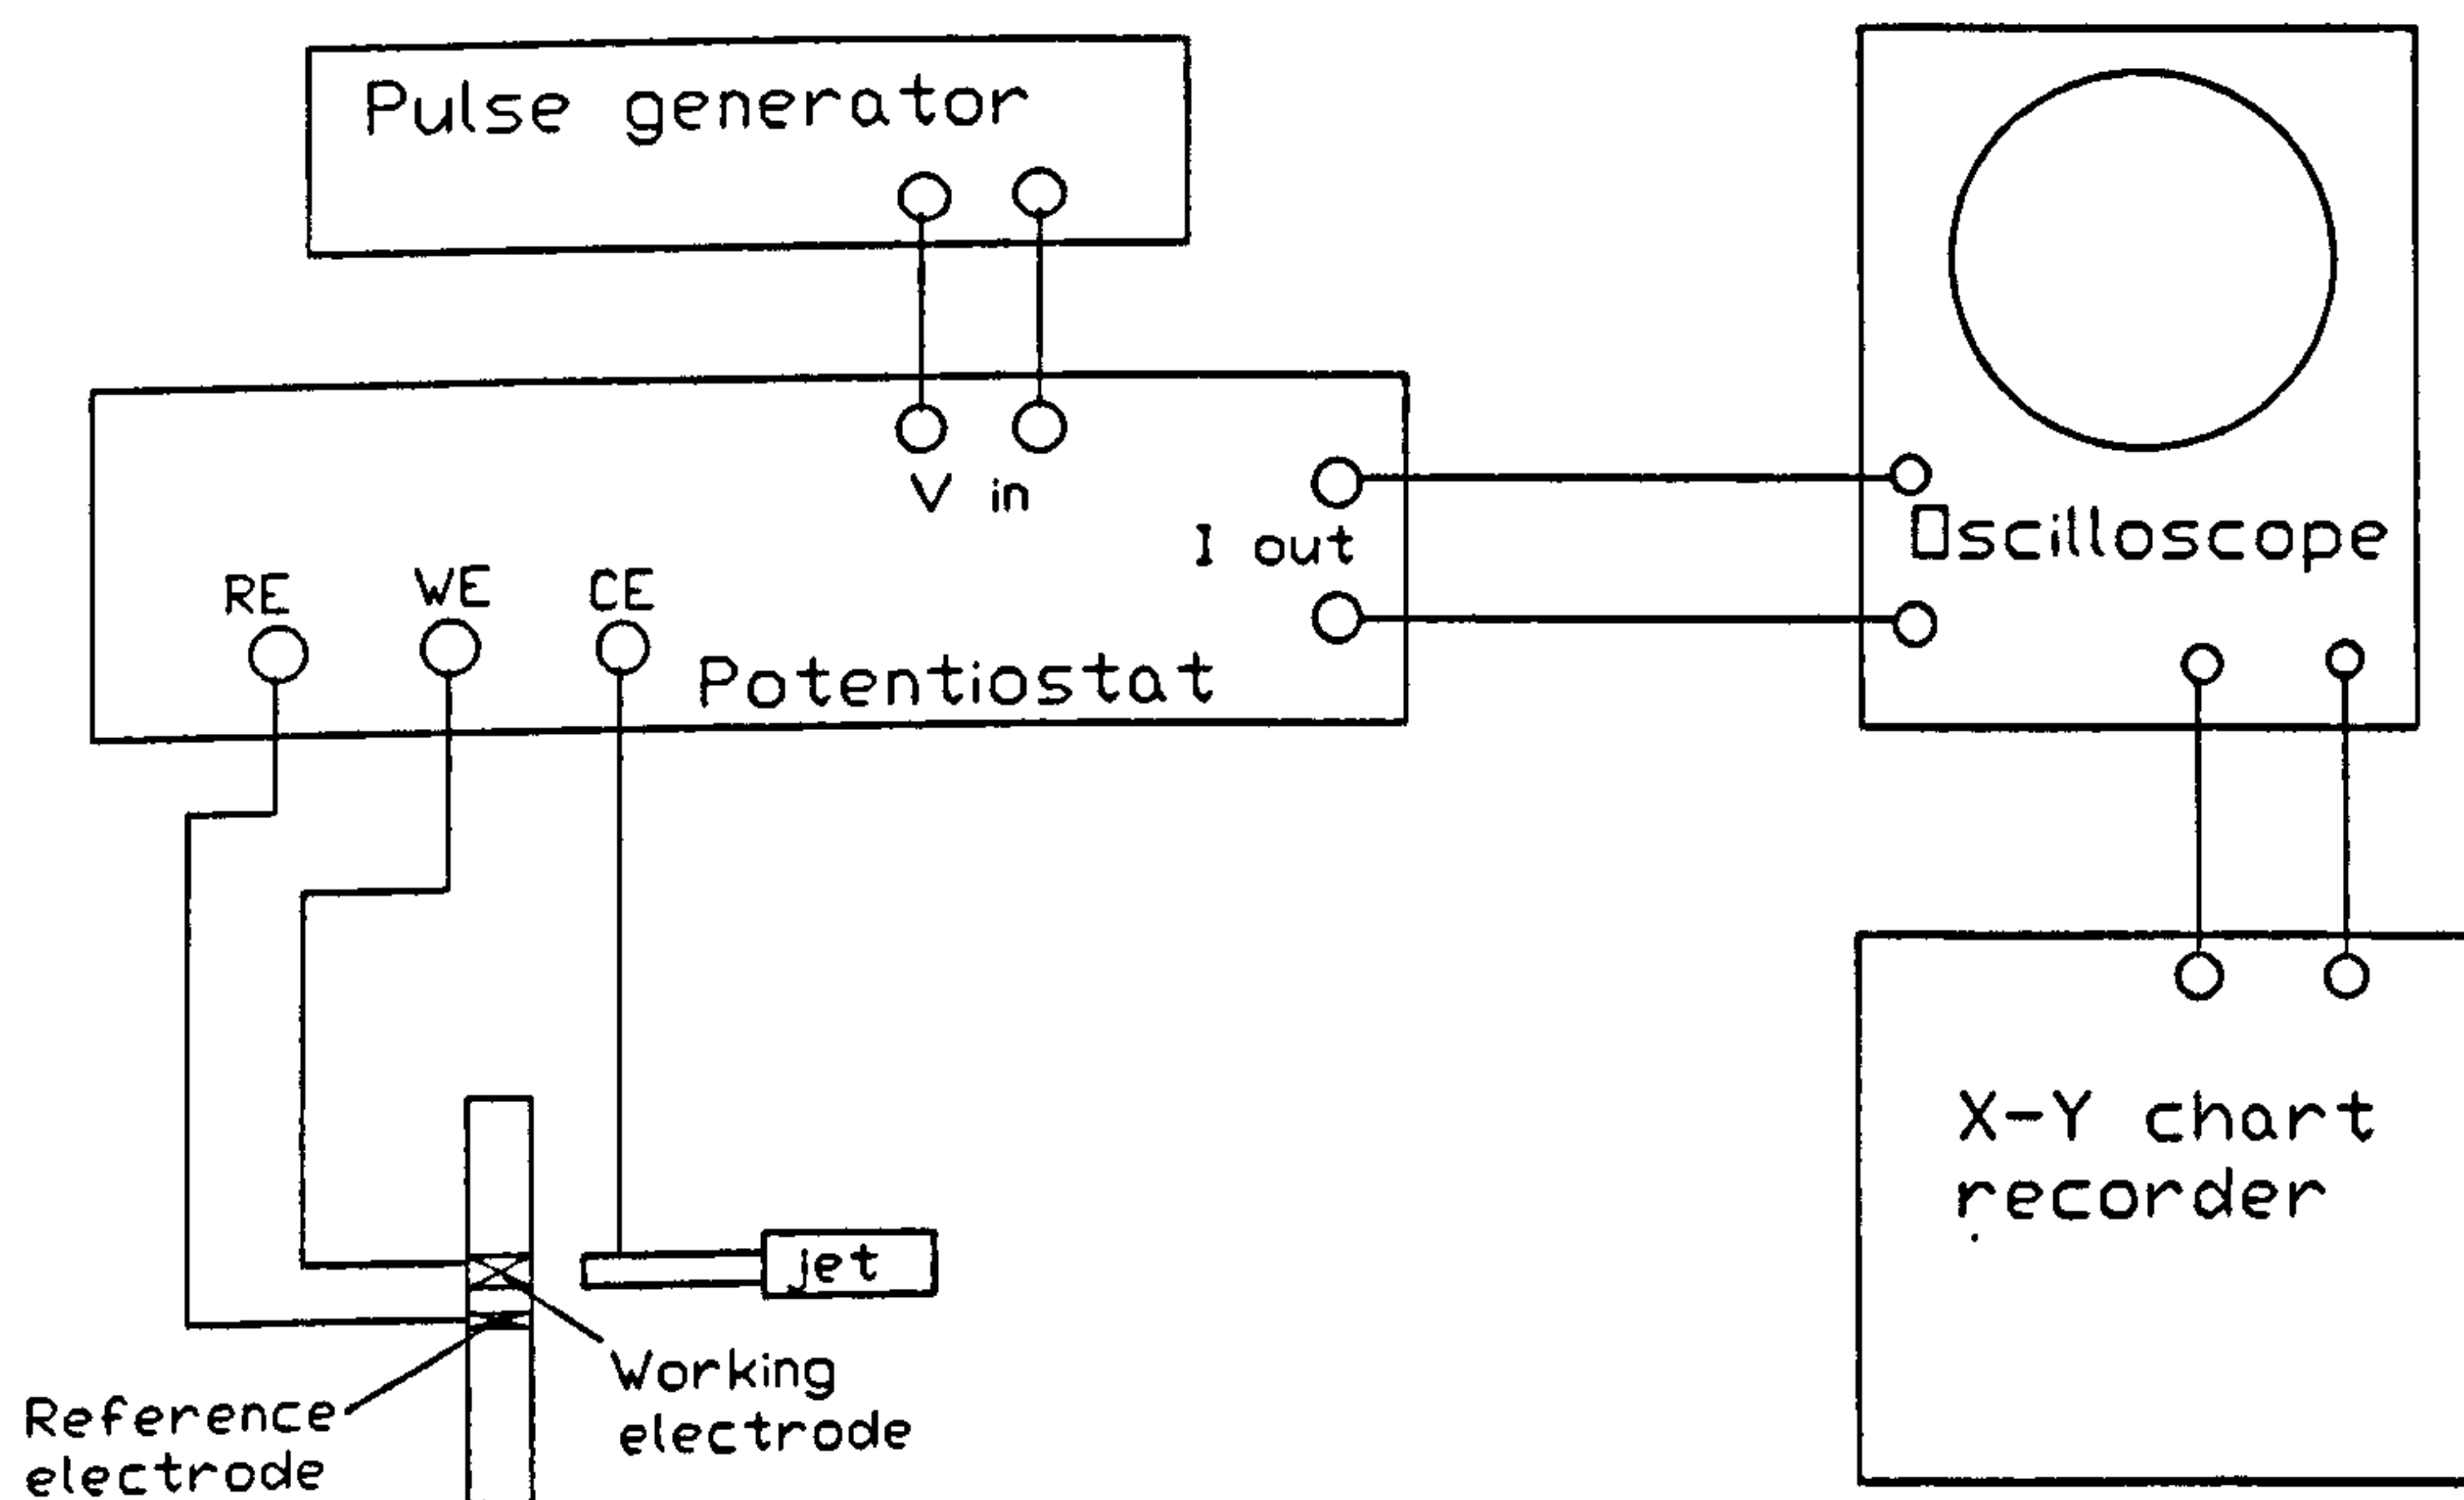 Pulse generator
V in
I out
Oscilloscope
RE
WE
CE
Potentiostat
X-Y chart
recorder
jet
Working
electrode
Reference
electrode